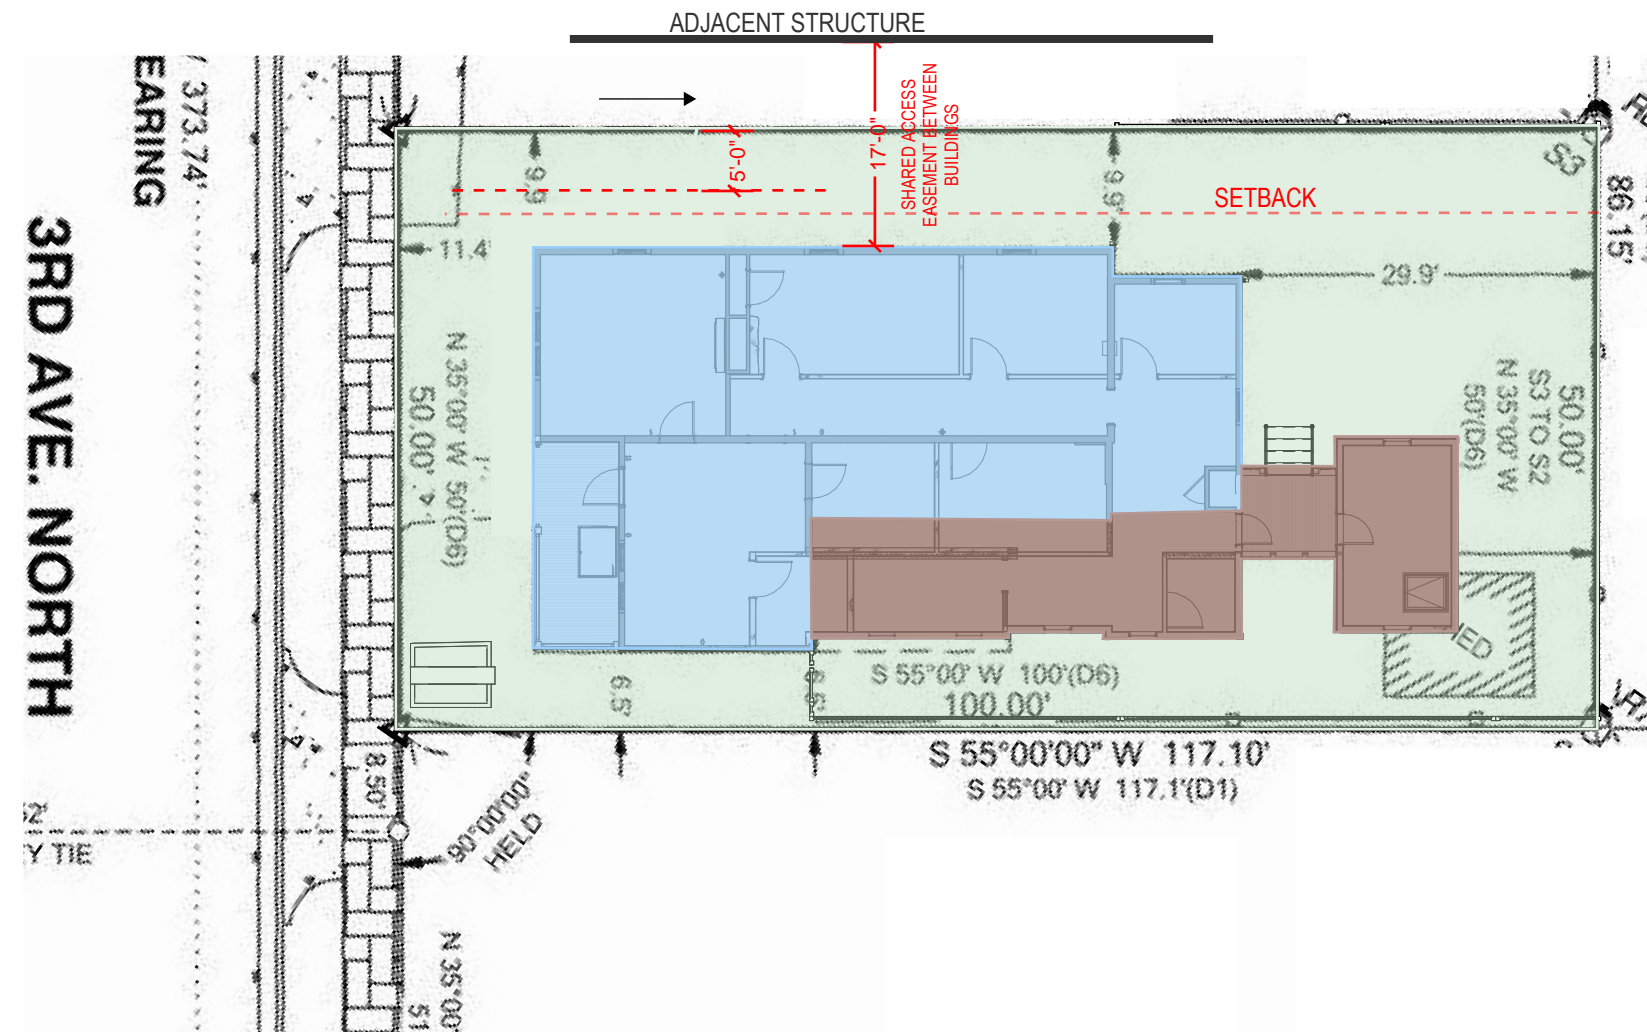 ADJACENT STRUCTURE
EARING
373.74'
3RD AVE. NORTH
5'-0"
17'-0"
SHARED ACCESS
EASEMENT BETWEEN
BUILDINGS
9.9'
9.9'
SETBACK
S3
86.15'
11.4'
29.9'
N 35°00' W 50'(D6)
50.00'
50.00'
S3 TO S2
N 35°00' W
50'(D6)
6.5'
S 55°00' W 100'(D6)
100.00'
S 55°00'00" W 117.10'
S 55°00' W 117.1'(D1)
8.50'
90°00'00"
HELD
Y TIE
N 35°00'
51